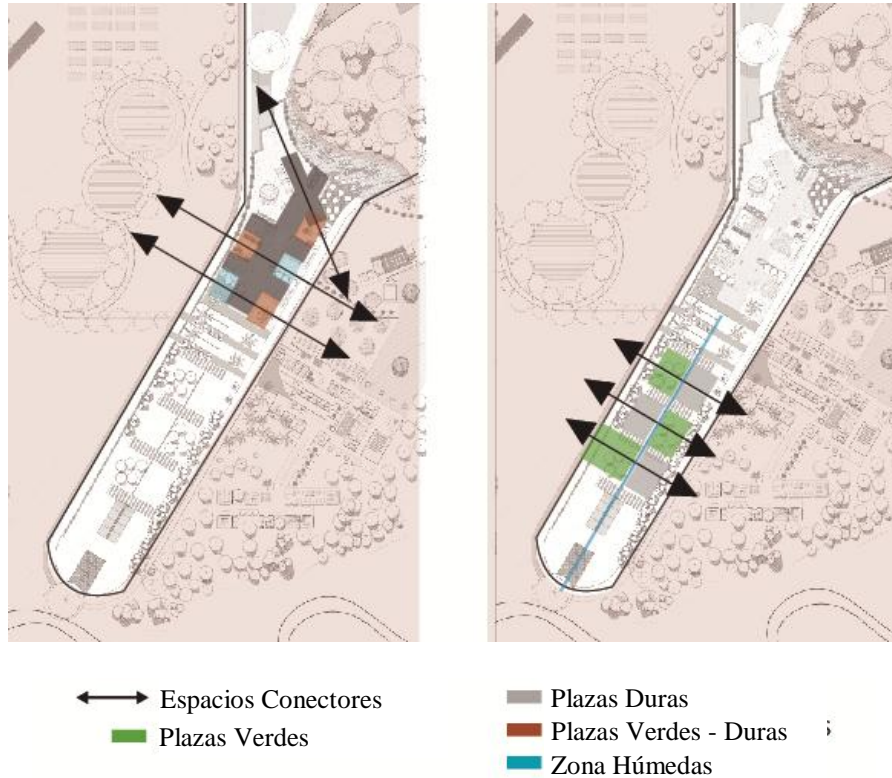 Espacios Conectores
Plazas Verdes
Plazas Duras
Plazas Verdes - Duras
Zona Húmedas